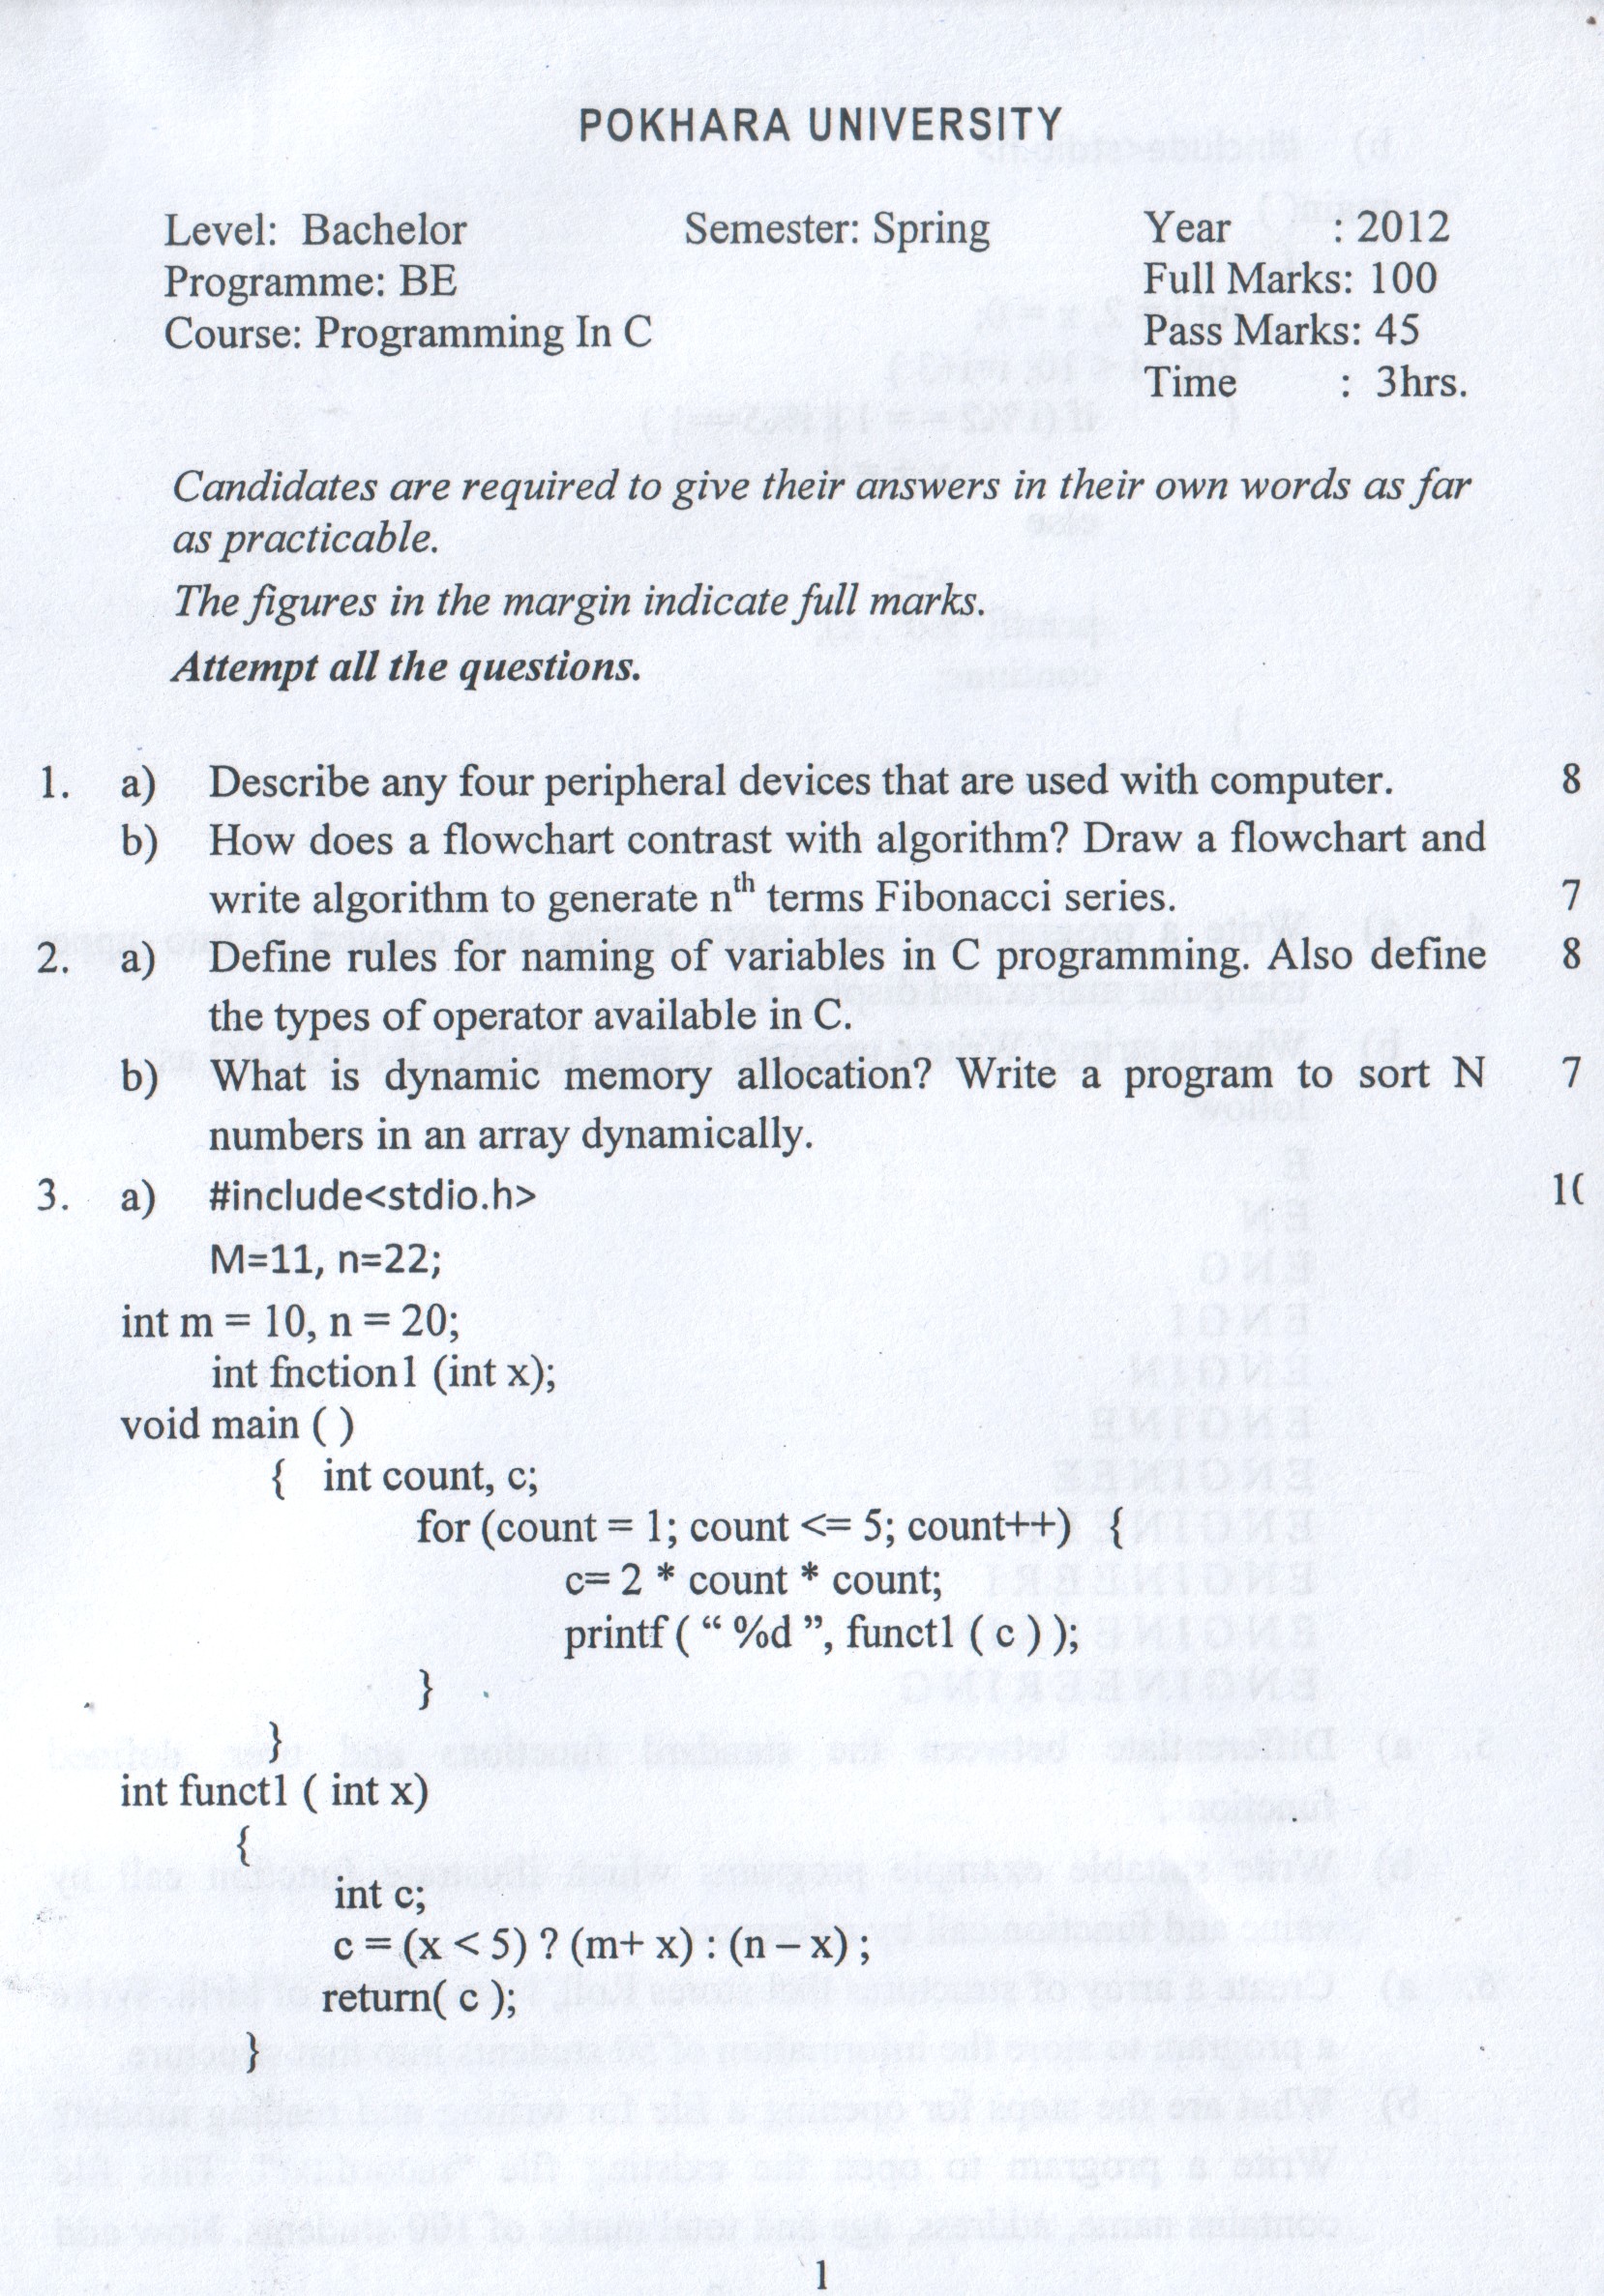 POKHARA UNIVERSITY
Level: Bachelor Semester: Spring Year : 2012
Programme: BE Full Marks: 100
Course: Programming In C Pass Marks: 45
Time : 3hrs.
Candidates are required to give their answers in their own words as far
as practicable.
The figures in the margin indicate full marks.
Attempt all the questions.
1. a) Describe any four peripheral devices that are used with computer. 8
b) How does a flowchart contrast with algorithm? Draw a flowchart and
write algorithm to generate nth terms Fibonacci series. 7
2. a) Define rules for naming of variables in C programming. Also define 8
the types of operator available in C.
b) What is dynamic memory allocation? Write a program to sort N 7
numbers in an array dynamically.
3. a) #include<stdio.h> 10
M=11, n=22;
int m = 10, n = 20;
int fnction1 (int x);
void main ( )
{ int count, c;
for (count = 1; count <= 5; count++) {
c= 2 * count * count;
printf ( “ %d ”, funct1 ( c ) );
}
}
int funct1 ( int x)
{
int c;
c = (x < 5) ? (m+ x) : (n – x) ;
return( c );
}
1